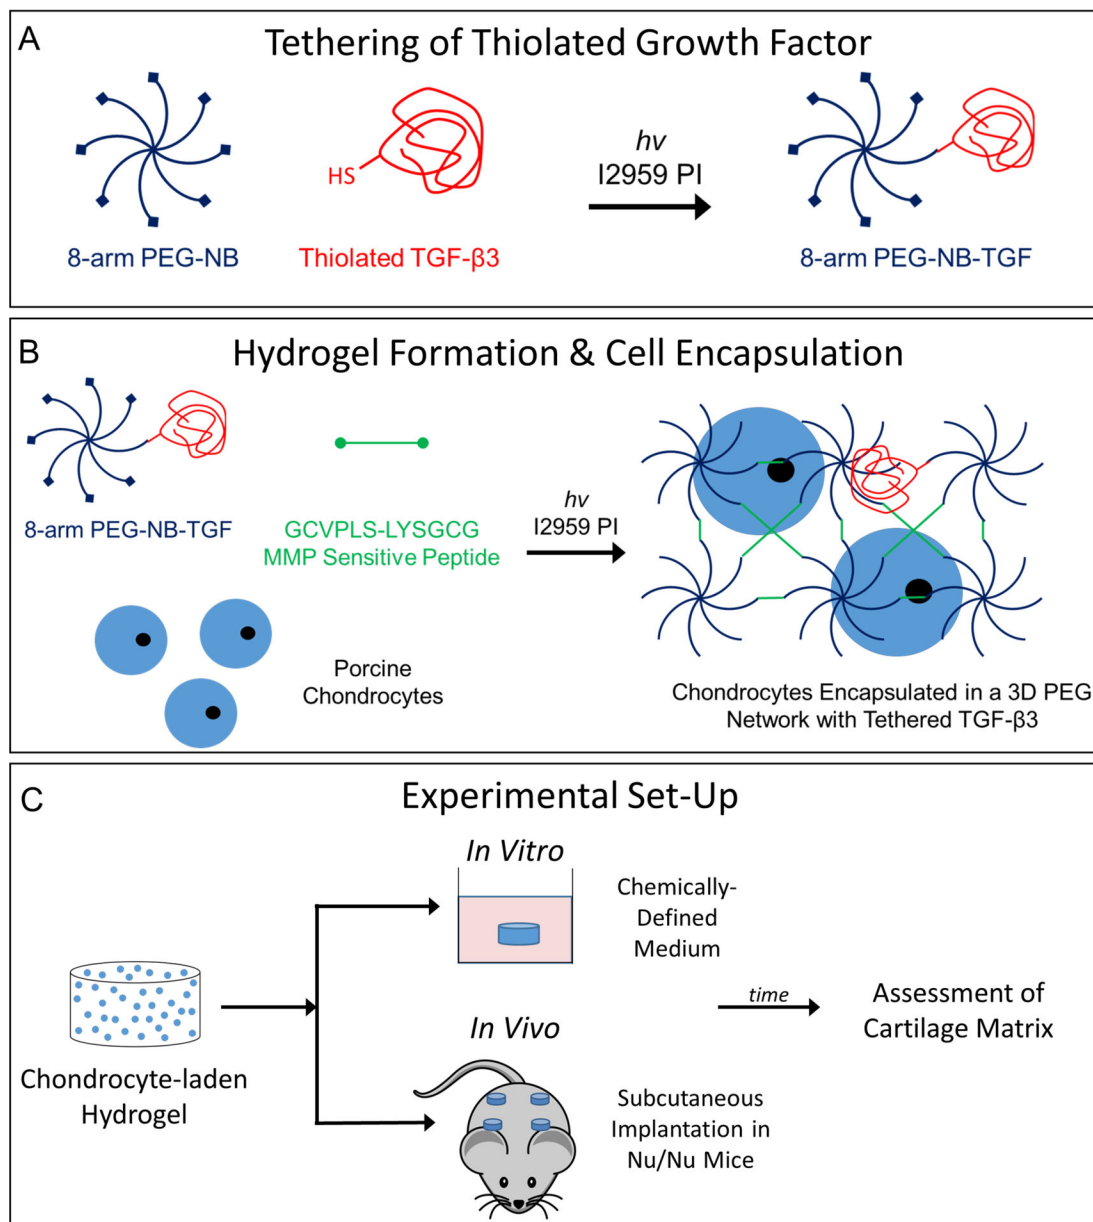 A
Tethering of Thiolated Growth Factor
HS
hv
I2959 PI
8-arm PEG-NB
Thiolated TGF-β3
8-arm PEG-NB-TGF
B
Hydrogel Formation & Cell Encapsulation
8-arm PEG-NB-TGF
GCVPLS-LYSGCG
MMP Sensitive Peptide
hv
I2959 PI
Porcine
Chondrocytes
Chondrocytes Encapsulated in a 3D PEG
Network with Tethered TGF-β3
C
Experimental Set-Up
In Vitro
Chemically-
Defined
Medium
Chondrocyte-laden
Hydrogel
In Vivo
Subcutaneous
Implantation in
Nu/Nu Mice
time
Assessment of
Cartilage Matrix